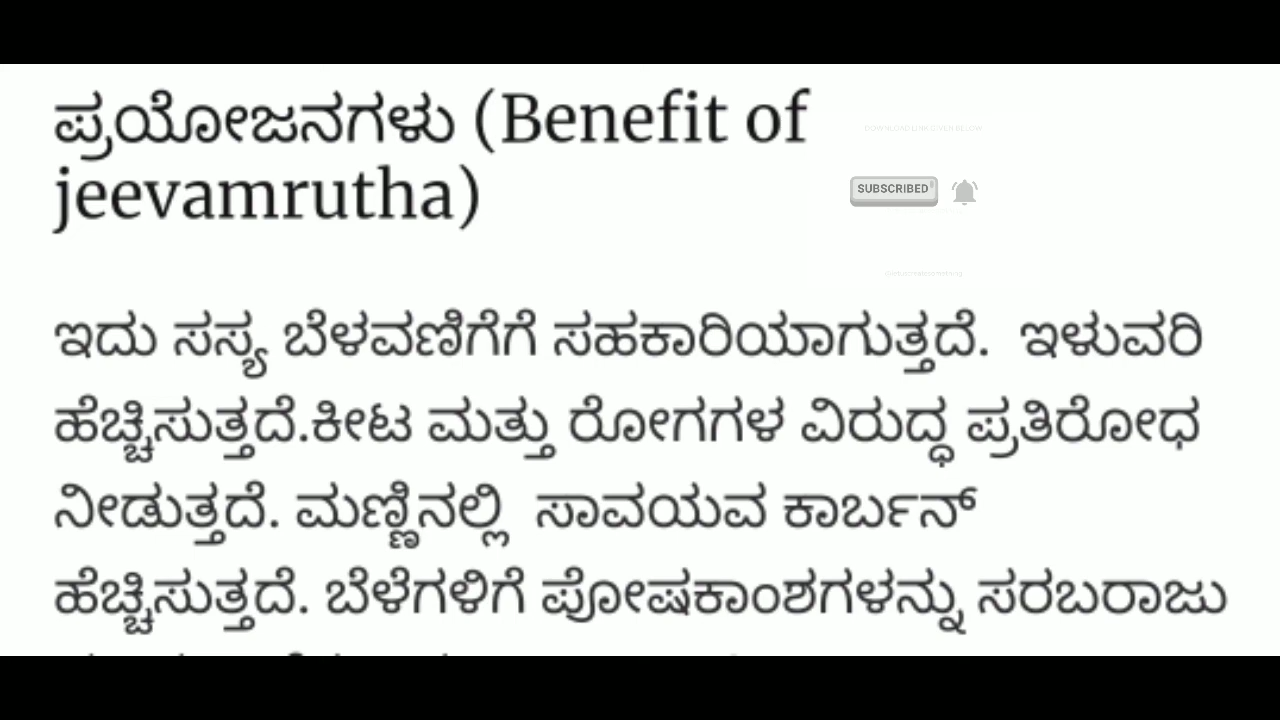 ಪ್ರಯೋಜನಗಳು (Benefit of
jeevamrutha)
SUBSCRIBED
ಇದು ಸಸ್ಯ ಬೆಳವಣಿಗೆಗೆ ಸಹಕಾರಿಯಾಗುತ್ತದೆ. ಇಳುವರಿ
ಹೆಚ್ಚಿಸುತ್ತದೆ.ಕೀಟ ಮತ್ತು ರೋಗಗಳ ವಿರುದ್ಧ ಪ್ರತಿರೋಧ
ನೀಡುತ್ತದೆ. ಮಣ್ಣಿನಲ್ಲಿ ಸಾವಯವ ಕಾರ್ಬನ್
ಹೆಚ್ಚಿಸುತ್ತದೆ. ಬೆಳೆಗಳಿಗೆ ಪೋಷಕಾಂಶಗಳನ್ನು ಸರಬರಾಜು